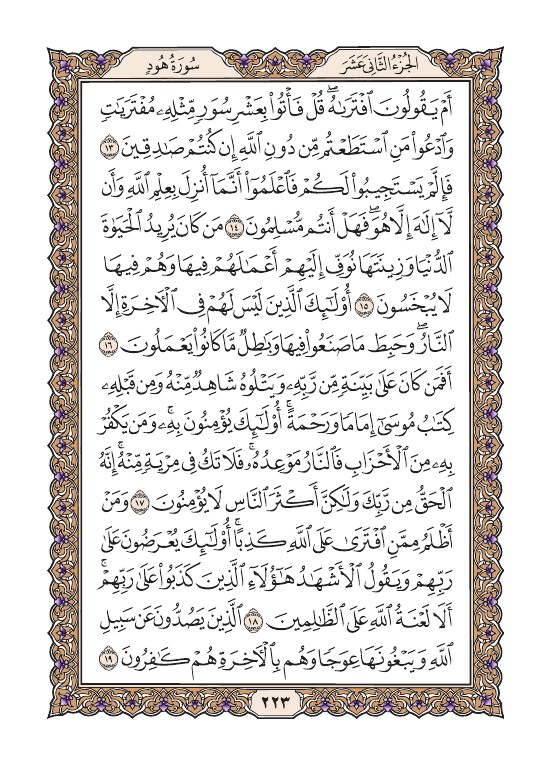 الجُزْءُ الثَّانِي عَشَرَ
سُورَةُ هُودٍ
أَمْ يَقُولُونَ ٱفْتَرَىٰهُۖ قُلْ فَأْتُوا۟ بِعَشْرِ سُوَرٍ مِّثْلِهِۦ مُفْتَرَيَٰتٍ
وَٱدْعُوا۟ مَنِ ٱسْتَطَعْتُم مِّن دُونِ ٱللَّهِ إِن كُنتُمْ صَٰدِقِينَ ١٣
فَإِلَّمْ يَسْتَجِيبُوا۟ لَكُمْ فَٱعْلَمُوٓا۟ أَنَّمَآ أُنزِلَ بِعِلْمِ ٱللَّهِ وَأَن
لَّآ إِلَٰهَ إِلَّا هُوَۖ فَهَلْ أَنتُم مُّسْلِمُونَ ١٤ مَن كَانَ يُرِيدُ ٱلْحَيَوٰةَ
ٱلدُّنْيَا وَزِينَتَهَا نُوَفِّ إِلَيْهِمْ أَعْمَٰلَهُمْ فِيهَا وَهُمْ فِيهَا
لَا يُبْخَسُونَ ١٥ أُو۟لَٰٓئِكَ ٱلَّذِينَ لَيْسَ لَهُمْ فِى ٱلْءَاخِرَةِ إِلَّا
ٱلنَّارُۖ وَحَبِطَ مَا صَنَعُوا۟ فِيهَا وَبَٰطِلٌ مَّا كَانُوا۟ يَعْمَلُونَ ١٦
أَفَمَن كَانَ عَلَىٰ بَيِّنَةٍ مِّن رَّبِّهِۦ وَيَتْلُوهُ شَاهِدٌ مِّنْهُ وَمِن قَبْلِهِۦ
كِتَٰبُ مُوسَىٰٓ إِمَامًا وَرَحْمَةًۚ أُو۟لَٰٓئِكَ يُؤْمِنُونَ بِهِۦۚ وَمَن يَكْفُرْ
بِهِۦ مِنَ ٱلْأَحْزَابِ فَٱلنَّارُ مَوْعِدُهُۥۚ فَلَا تَكُ فِى مِرْيَةٍ مِّنْهُۚ إِنَّهُ
ٱلْحَقُّ مِن رَّبِّكَ وَلَٰكِنَّ أَكْثَرَ ٱلنَّاسِ لَا يُؤْمِنُونَ ١٧ وَمَنْ
أَظْلَمُ مِمَّنِ ٱفْتَرَىٰ عَلَى ٱللَّهِ كَذِبًاۚ أُو۟لَٰٓئِكَ يُعْرَضُونَ عَلَىٰ
رَبِّهِمْ وَيَقُولُ ٱلْأَشْهَٰدُ هَٰٓؤُلَآءِ ٱلَّذِينَ كَذَبُوا۟ عَلَىٰ رَبِّهِمْۚ
أَلَا لَعْنَةُ ٱللَّهِ عَلَى ٱلظَّٰلِمِينَ ١٨ ٱلَّذِينَ يَصُدُّونَ عَن سَبِيلِ
ٱللَّهِ وَيَبْغُونَهَا عِوَجًا وَهُم بِٱلْءَاخِرَةِ هُمْ كَٰفِرُونَ ١٩
٢٢٣